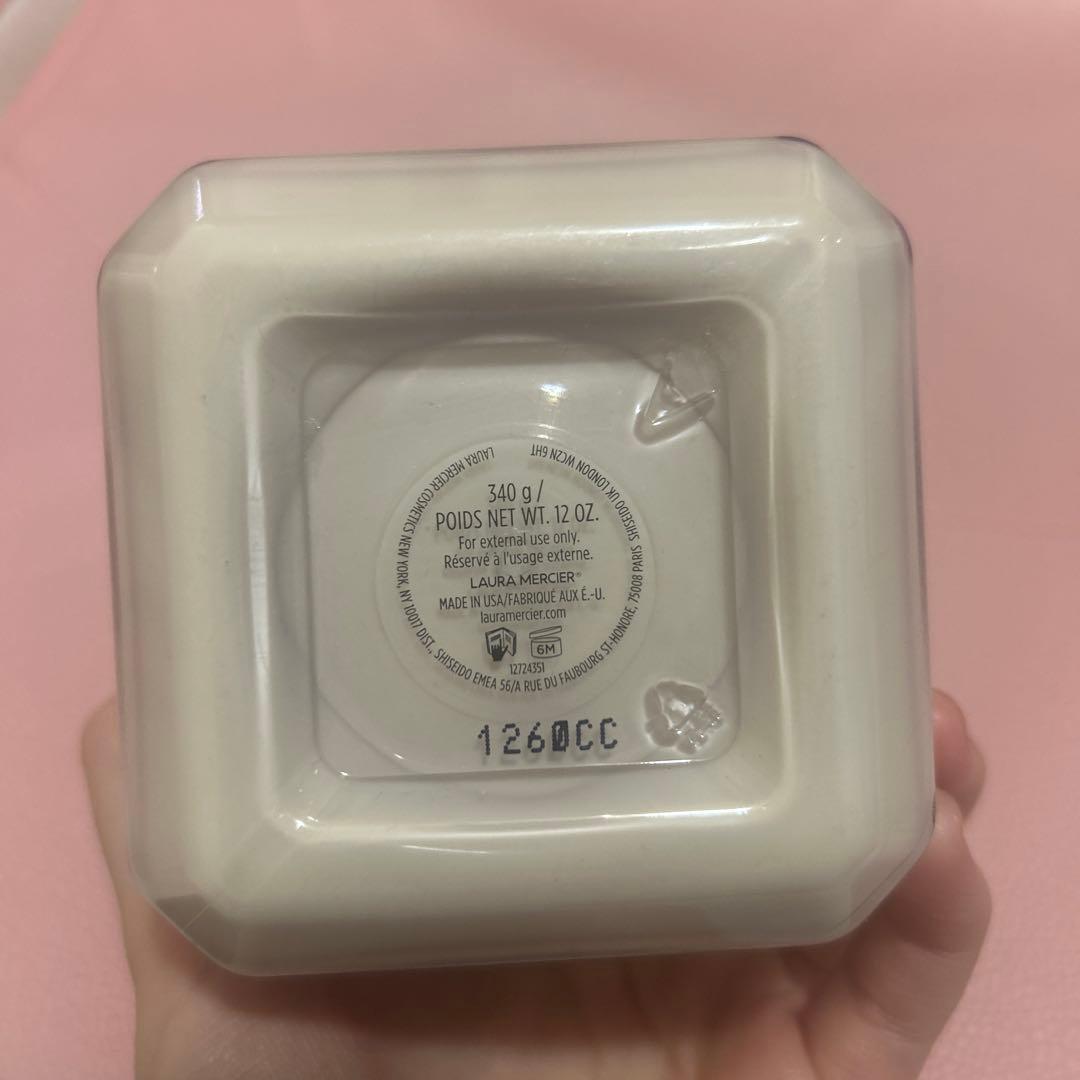 340 g /
POIDS NET WT. 12 OZ.
For external use only.
Réservé à l'usage externe.
LAURA MERCIER®
MADE IN USA/FABRIQUÉ AUX É.-U.
lauramercier.com
6M
12724351
LAURA MERCIER COSMETICS NEW YORK, NY 10017 DIST., SHISEIDO EMEA 56/A RUE DU FAUBOURG ST-HONORE, 75008 PARIS SHISEIDO UK LONDON WC2N 6HT
1260CC